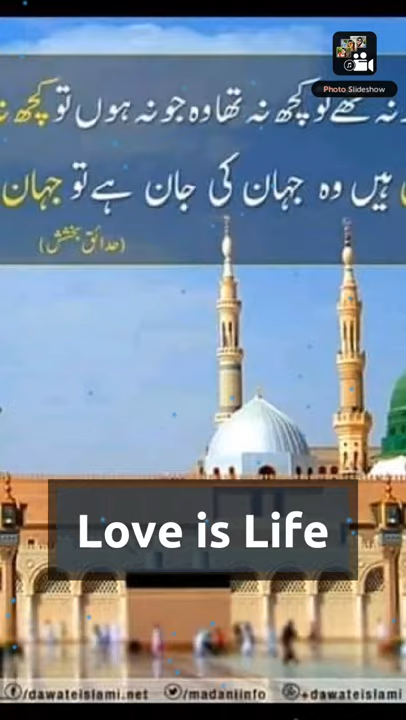 Photo Slideshow
نہ تھے تو کچھ نہ تھا وہ جو نہ ہوں تو کچھ
ہیں وہ جہان کی جان ہے تو جہان
(حدائق بخشش)
Love is Life
/dawateislami.net /madaniinfo +dawateislami